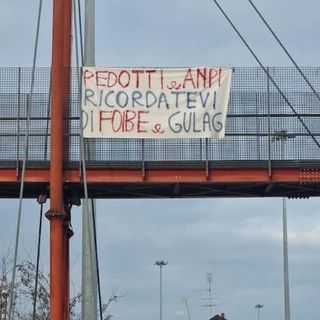 PEDOTTI e ANPI
RICORDATEVI
DI FOIBE e GULAG